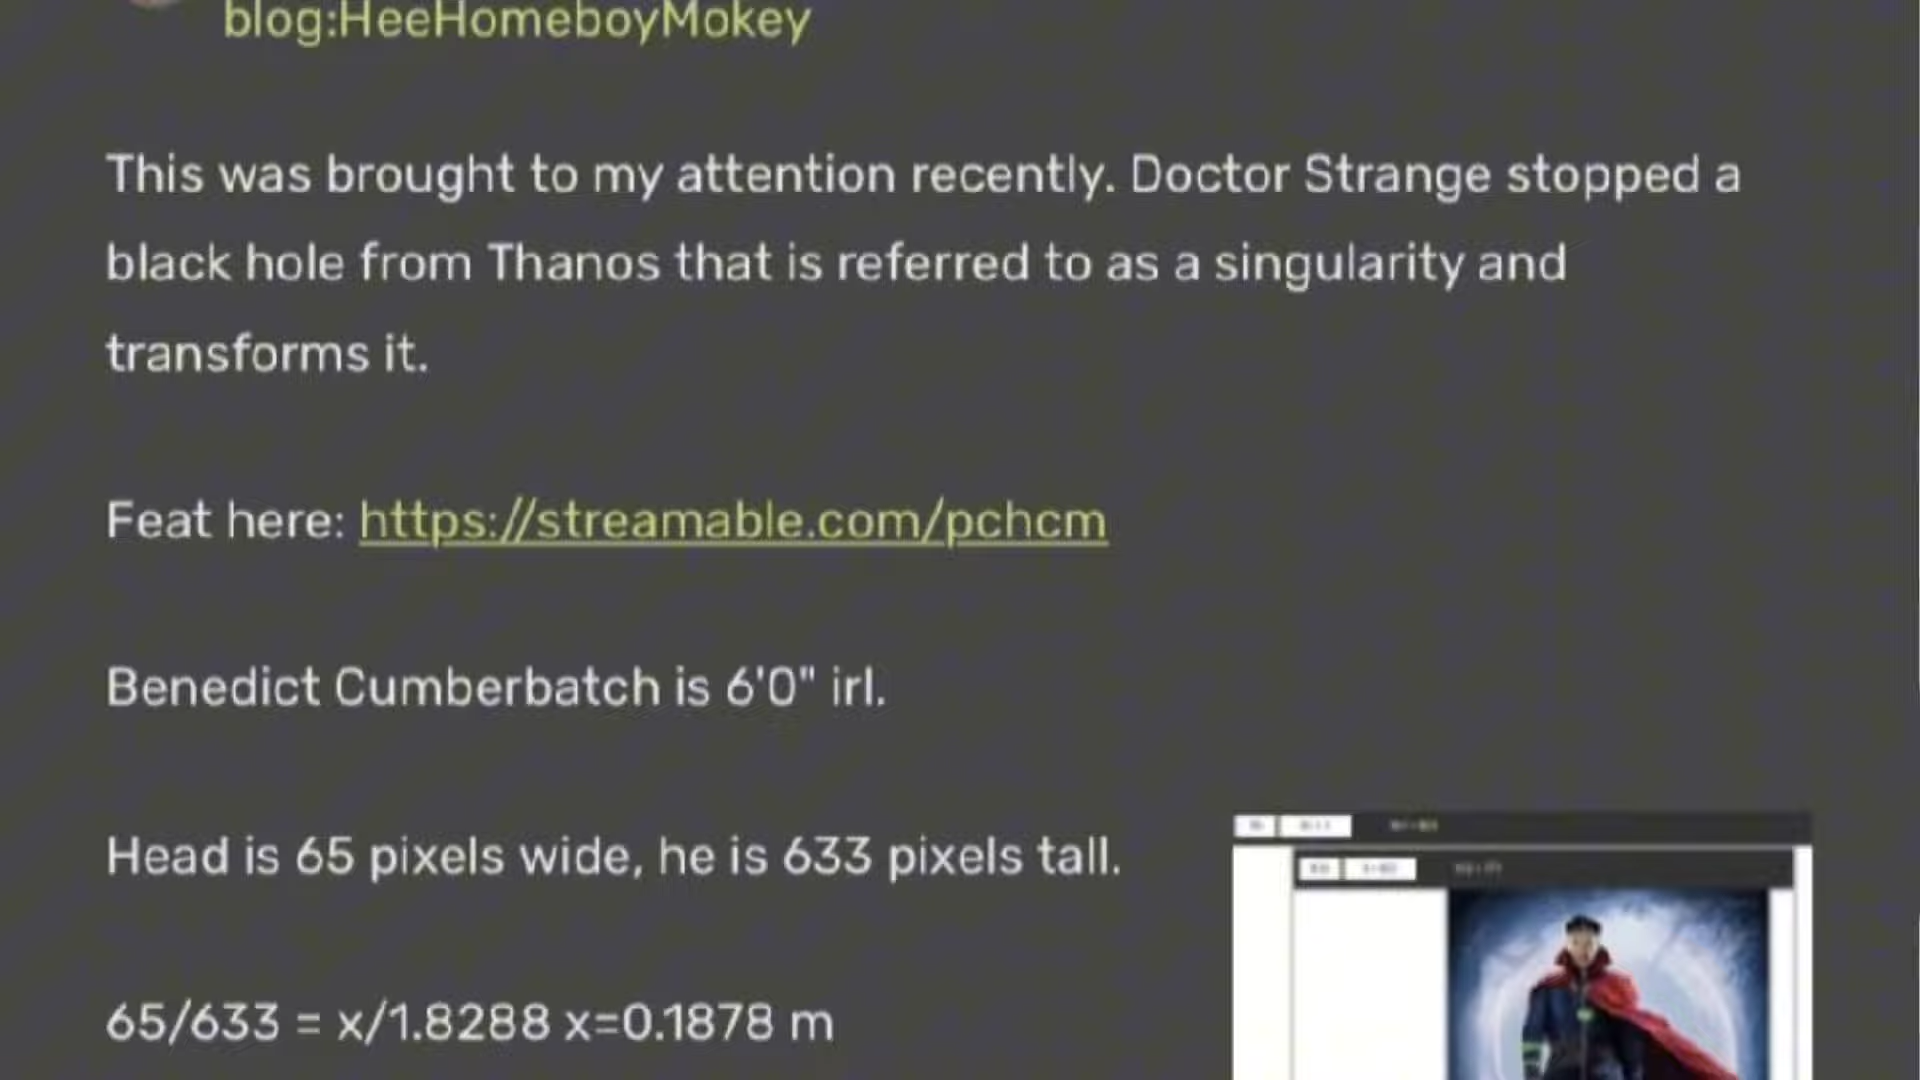 blog:HeeHomeboyMokey
This was brought to my attention recently. Doctor Strange stopped a
black hole from Thanos that is referred to as a singularity and
transforms it.
Feat here: https://streamable.com/pchcm
Benedict Cumberbatch is 6'0" irl.
Head is 65 pixels wide, he is 633 pixels tall.
65/633 = x/1.8288 x=0.1878 m